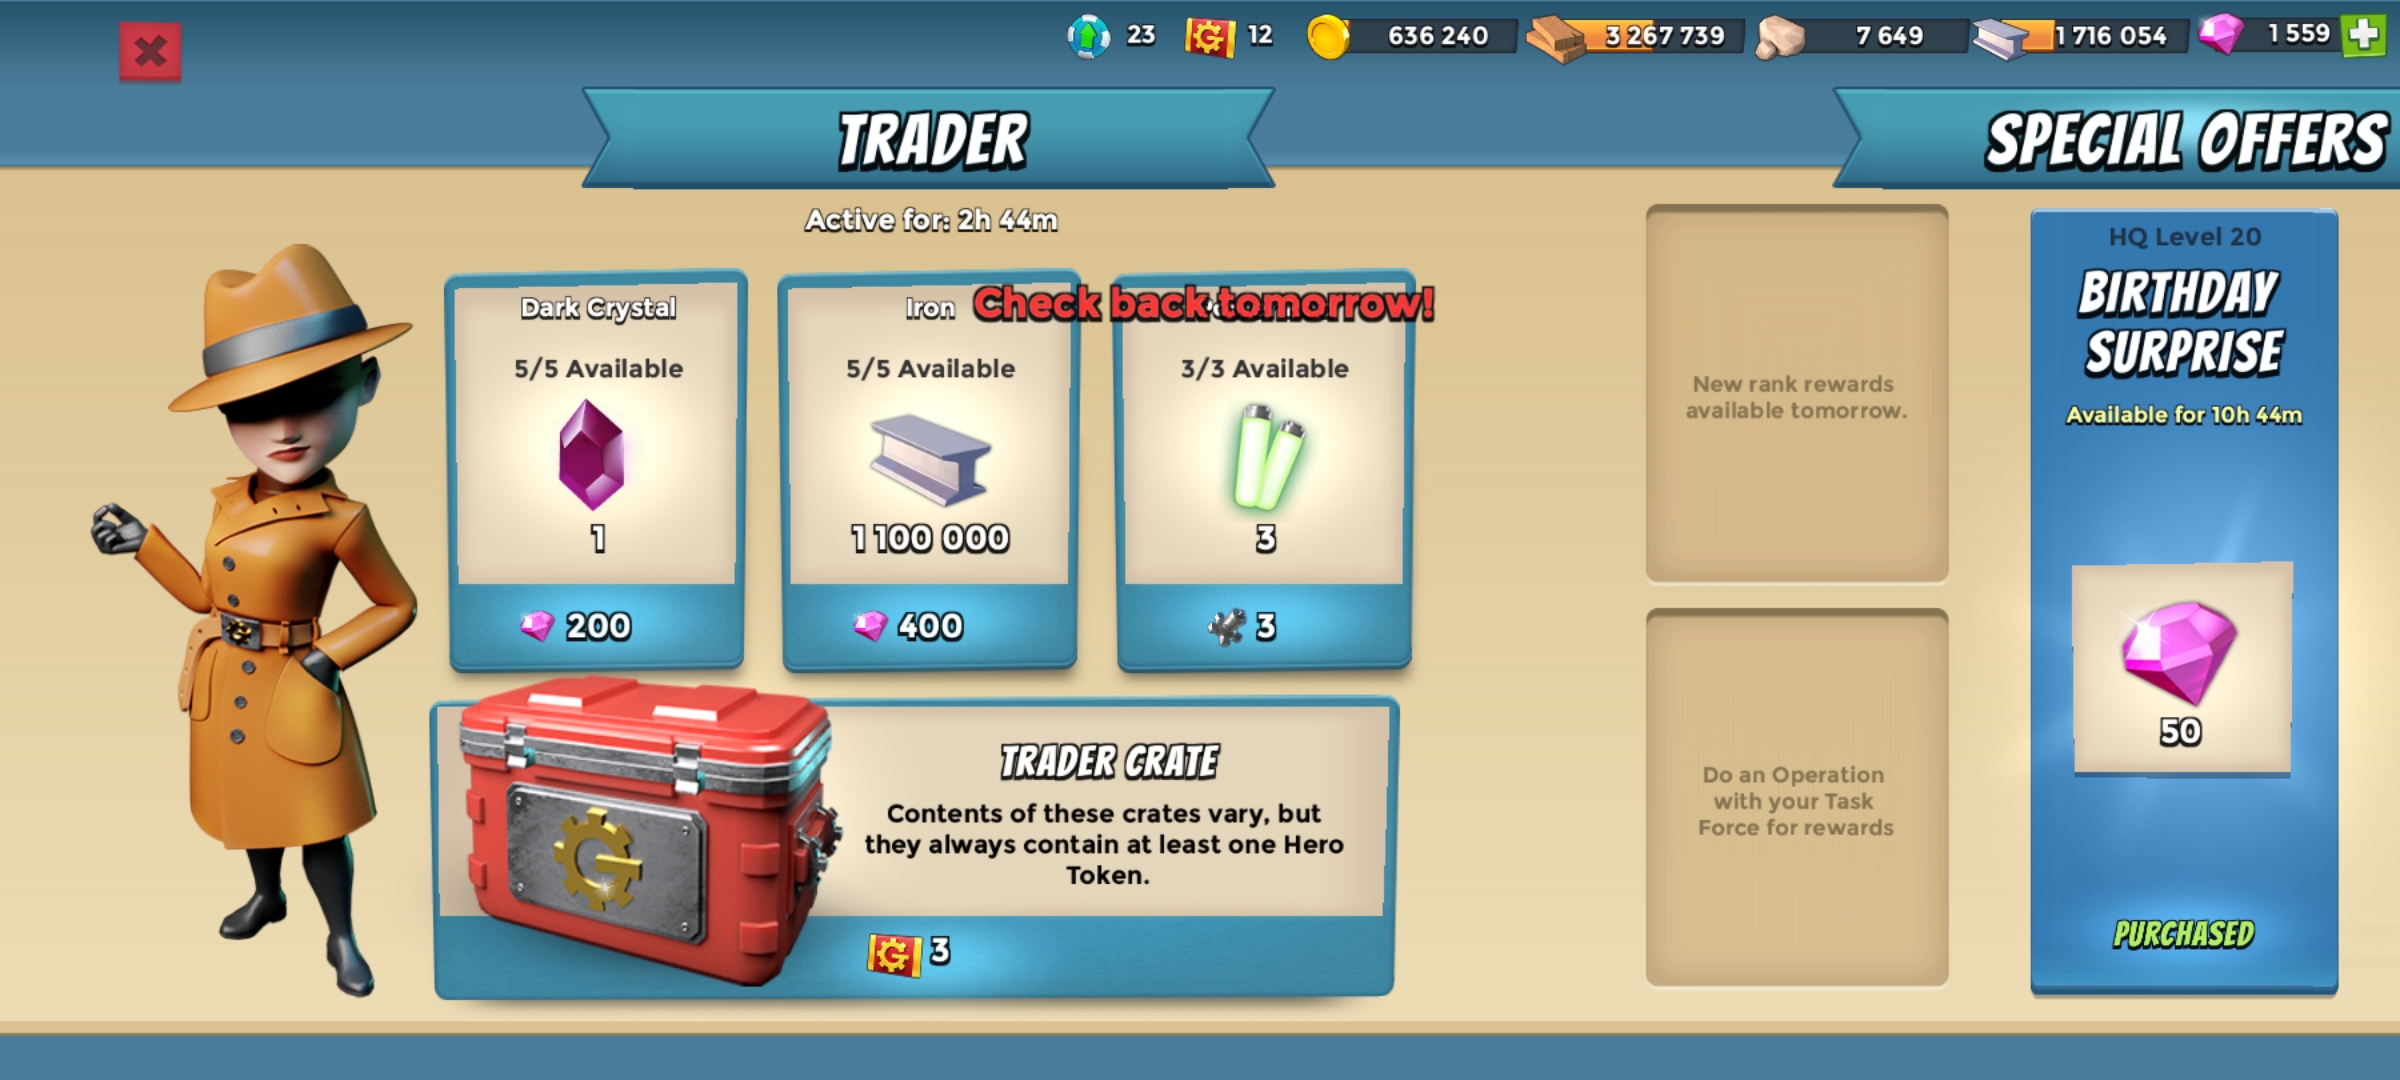 23
12
636 240
3 267 739
7 649
1 716 054
1 559
TRADER
SPECIAL OFFERS
Active for: 2h 44m
Check back tomorrow!
Dark Crystal
5/5 Available
1
200
Iron
5/5 Available
1 100 000
400
3/3 Available
3
3
TRADER CRATE
Contents of these crates vary, but
they always contain at least one Hero
Token.
G
3
New rank rewards
available tomorrow.
Do an Operation
with your Task
Force for rewards
HQ Level 20
BIRTHDAY
SURPRISE
Available for 10h 44m
50
PURCHASED